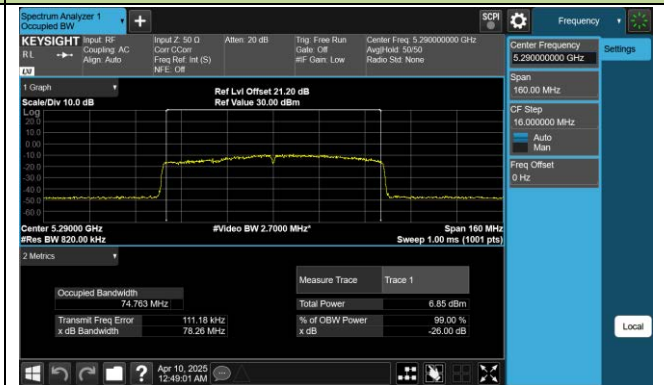 Spectrum Analyzer 1
Occupied BW
+
SCPI
Frequency
KEYSIGHT
Input: RF
Input Z: 50 Ω
Atten: 20 dB
Trig: Free Run
Center Freq: 5.290000000 GHz
RL
Coupling: AC
Corr CCorr
Gate: Off
Avg|Hold: 50/50
Align: Auto
Freq Ref: Int (S)
#IF Gain: Low
Radio Std: None
LXI
NFE: Off
Center Frequency
5.290000000 GHz
Settings
Span
160.00 MHz
CF Step
16.000000 MHz
Auto
Man
Freq Offset
0 Hz
1 Graph
Ref Lvl Offset 21.20 dB
Scale/Div 10.0 dB
Ref Value 30.00 dBm
Log
20.0
10.0
0.00
-10.0
-20.0
-30.0
-40.0
-50.0
-60.0
Center 5.29000 GHz
#Video BW 2.7000 MHz*
Span 160 MHz
#Res BW 820.00 kHz
Sweep 1.00 ms (1001 pts)
2 Metrics
Measure Trace
Trace 1
Occupied Bandwidth
74.763 MHz
Total Power
6.85 dBm
Transmit Freq Error
111.18 kHz
% of OBW Power
99.00 %
x dB Bandwidth
78.26 MHz
x dB
-26.00 dB
Local
?
Apr 10, 2025
12:49:01 AM